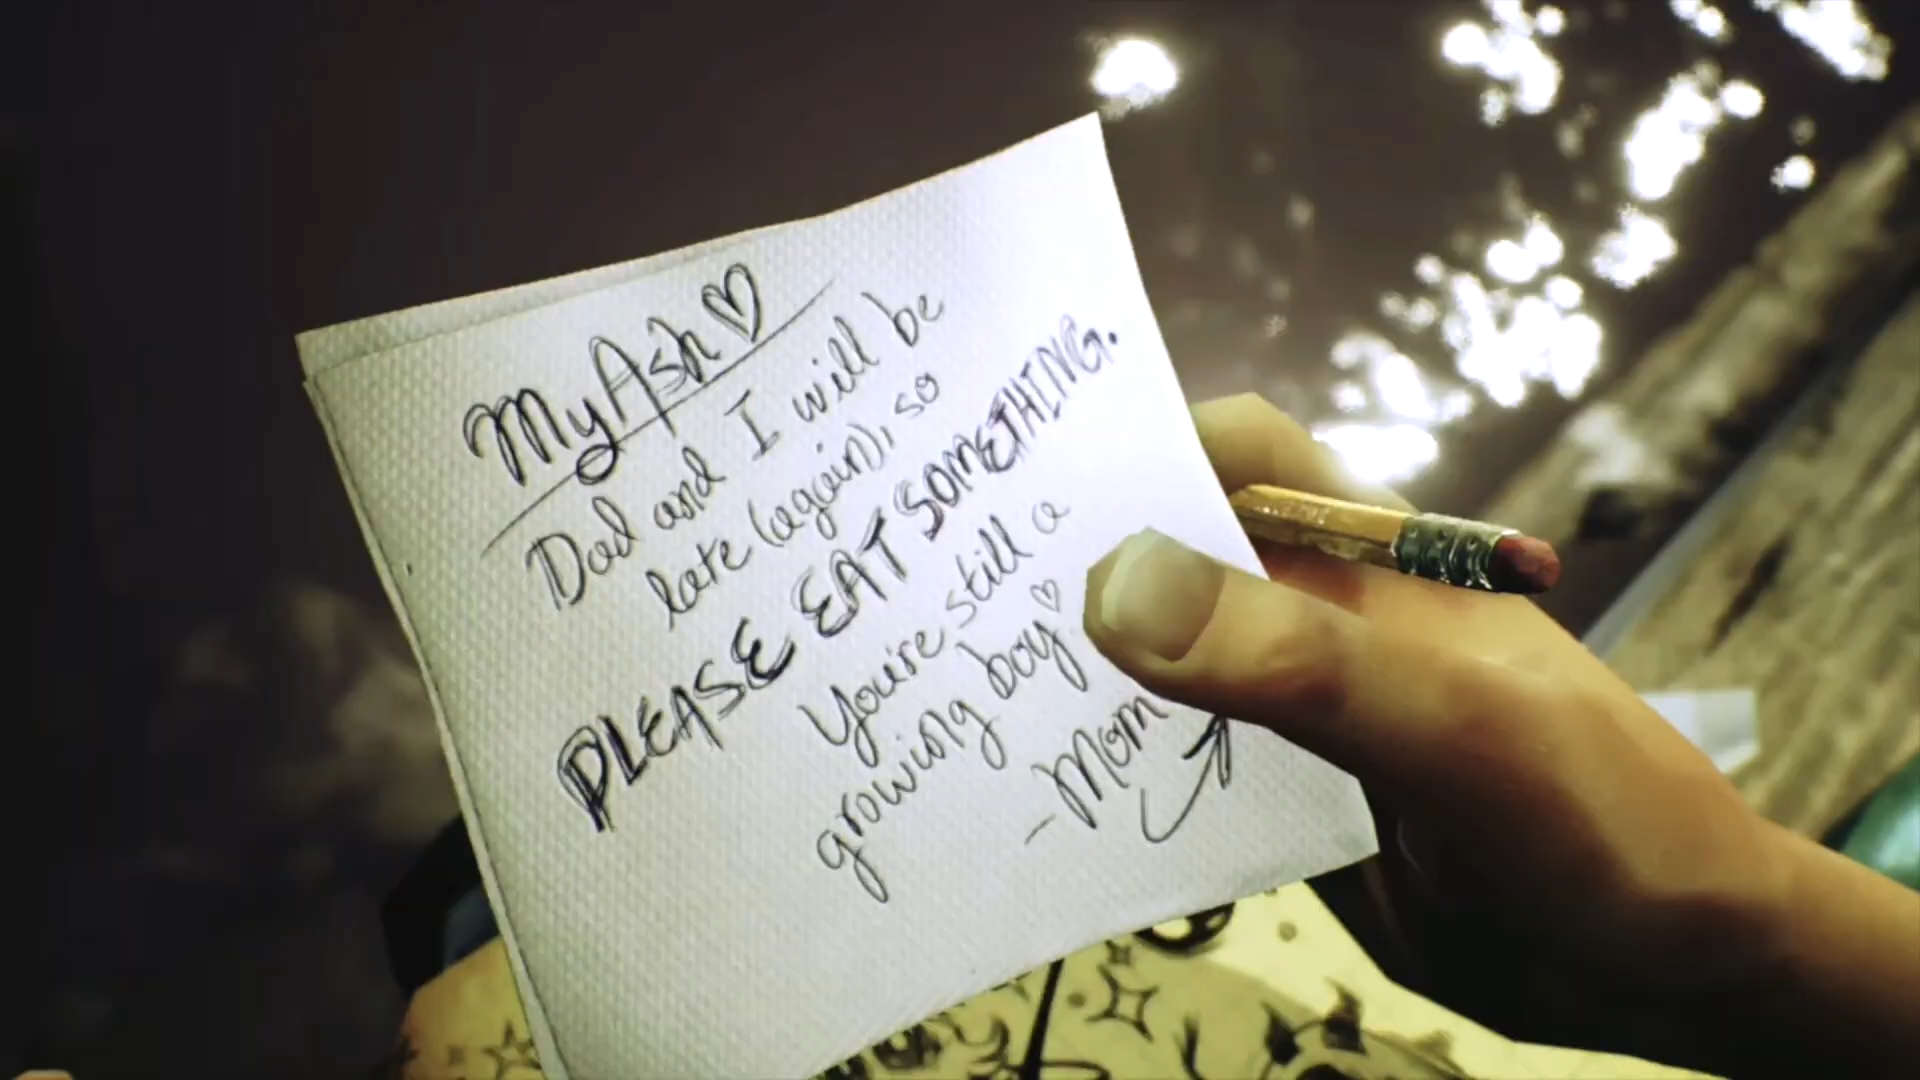 My Ash♡
Dad and I will be
late (again), so
PLEASE EAT SOMETHING.
You're still a
growing boy ♡
-Mom